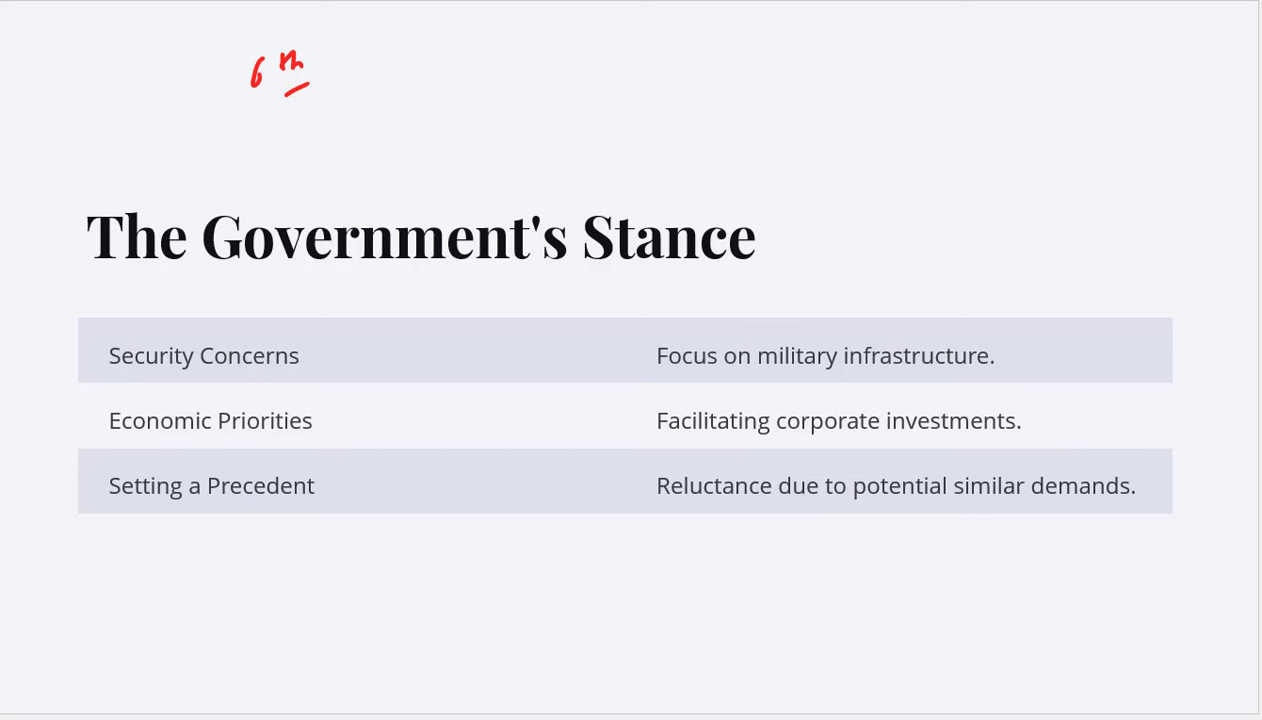 6th
The Government's Stance
Security Concerns Focus on military infrastructure.
Economic Priorities Facilitating corporate investments.
Setting a Precedent Reluctance due to potential similar demands.